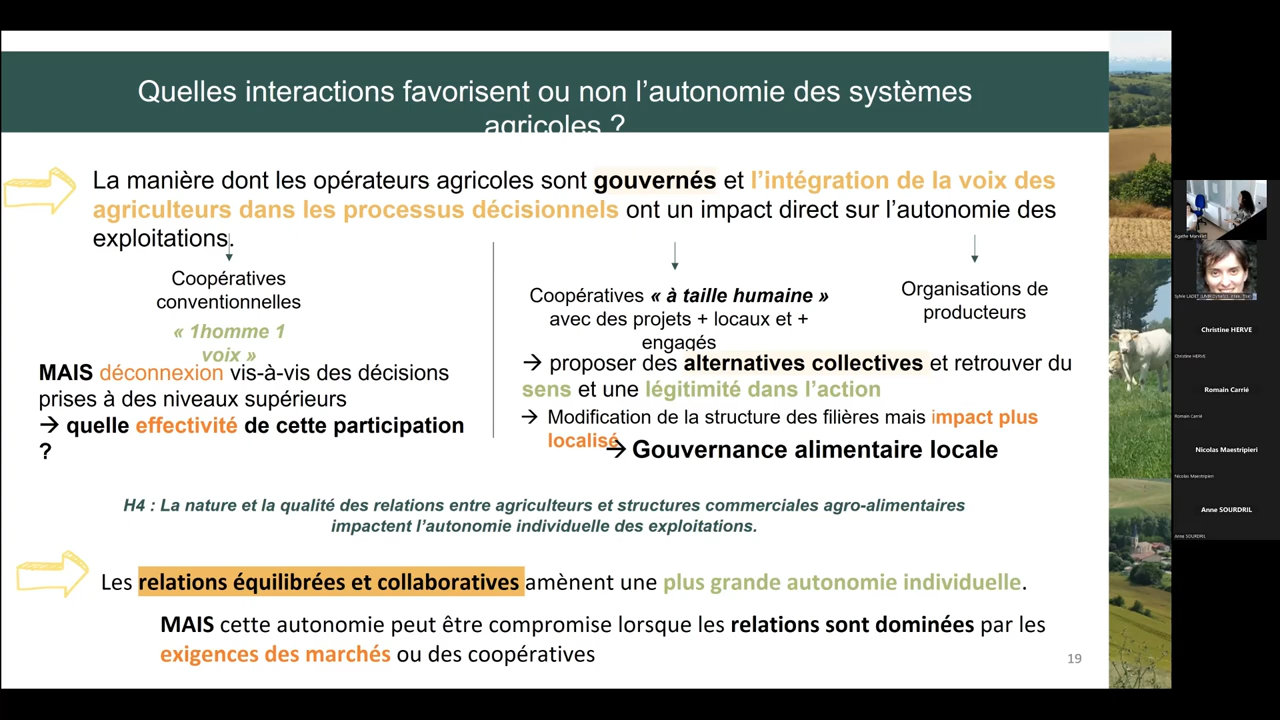 Quelles interactions favorisent ou non l'autonomie des systèmes
agricoles ?
La manière dont les opérateurs agricoles sont gouvernés et l'intégration de la voix des
agriculteurs dans les processus décisionnels ont un impact direct sur l'autonomie des
exploitations.
Coopératives
conventionnelles
« 1homme 1
voix »
MAIS déconnexion vis-à-vis des décisions
prises à des niveaux supérieurs
→ quelle effectivité de cette participation
?
Coopératives « à taille humaine »
avec des projets + locaux et +
engagés
Organisations de
producteurs
→ proposer des alternatives collectives et retrouver du
sens et une légitimité dans l'action
→ Modification de la structure des filières mais impact plus
localisé
→ Gouvernance alimentaire locale
H4 : La nature et la qualité des relations entre agriculteurs et structures commerciales agro-alimentaires
impactent l'autonomie individuelle des exploitations.
Les relations équilibrées et collaboratives amènent une plus grande autonomie individuelle.
MAIS cette autonomie peut être compromise lorsque les relations sont dominées par les
exigences des marchés ou des coopératives
19
Christine HERVE
Christine HERVE
Romain Carrié
Romain Carrié
Nicolas Maestripieri
Nicolas Maestripieri
Anne SOURDRIL
Anne SOURDRIL